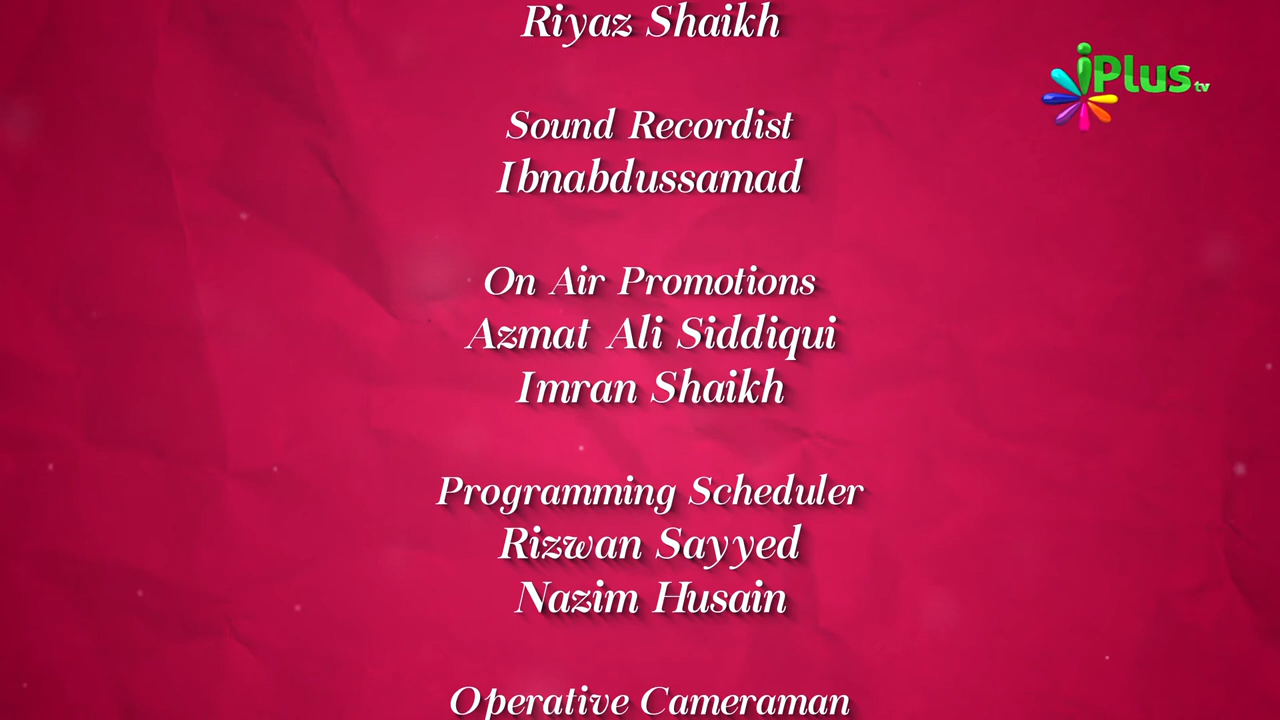 Riyaz Shaikh
iPlus tv
Sound Recordist
Ibnabdussamad
On Air Promotions
Azmat Ali Siddiqui
Imran Shaikh
Programming Scheduler
Rizwan Sayyed
Nazim Husain
Operative Cameraman